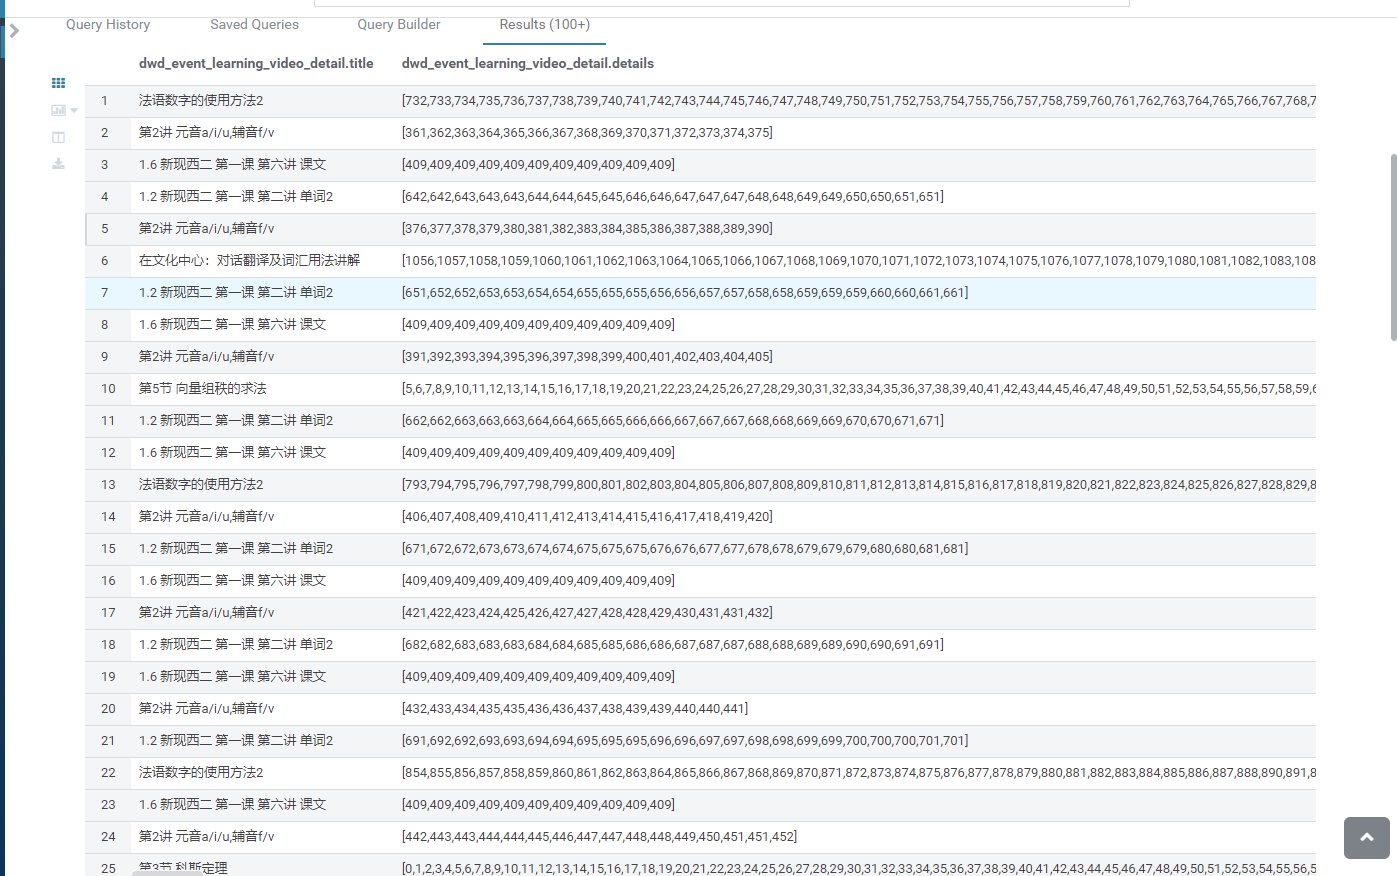 Query History Saved Queries Query Builder Results (100+)
dwd_event_learning_video_detail.title dwd_event_learning_video_detail.details
1 法语数字的使用方法2 [732,733,734,735,736,737,738,739,740,741,742,743,744,745,746,747,748,749,750,751,752,753,754,755,756,757,758,759,760,761,762,763,764,765,766,767,768,7
2 第2讲 元音a/i/u,辅音f/v [361,362,363,364,365,366,367,368,369,370,371,372,373,374,375]
3 1.6 新现西二 第一课 第六讲 课文 [409,409,409,409,409,409,409,409,409,409,409]
4 1.2 新现西二 第一课 第二讲 单词2 [642,642,643,643,643,644,644,645,645,646,646,647,647,647,648,648,649,649,650,650,651,651]
5 第2讲 元音a/i/u,辅音f/v [376,377,378,379,380,381,382,383,384,385,386,387,388,389,390]
6 在文化中心：对话翻译及词汇用法讲解 [1056,1057,1058,1059,1060,1061,1062,1063,1064,1065,1066,1067,1068,1069,1070,1071,1072,1073,1074,1075,1076,1077,1078,1079,1080,1081,1082,1083,108
7 1.2 新现西二 第一课 第二讲 单词2 [651,652,652,653,653,654,654,655,655,655,656,656,657,657,658,658,659,659,659,660,660,661,661]
8 1.6 新现西二 第一课 第六讲 课文 [409,409,409,409,409,409,409,409,409,409,409]
9 第2讲 元音a/i/u,辅音f/v [391,392,393,394,395,396,397,398,399,400,401,402,403,404,405]
10 第5节 向量组秩的求法 [5,6,7,8,9,10,11,12,13,14,15,16,17,18,19,20,21,22,23,24,25,26,27,28,29,30,31,32,33,34,35,36,37,38,39,40,41,42,43,44,45,46,47,48,49,50,51,52,53,54,55,56,57,58,59,6
11 1.2 新现西二 第一课 第二讲 单词2 [662,662,663,663,663,664,664,665,665,666,666,667,667,667,668,668,669,669,670,670,671,671]
12 1.6 新现西二 第一课 第六讲 课文 [409,409,409,409,409,409,409,409,409,409,409]
13 法语数字的使用方法2 [793,794,795,796,797,798,799,800,801,802,803,804,805,806,807,808,809,810,811,812,813,814,815,816,817,818,819,820,821,822,823,824,825,826,827,828,829,8
14 第2讲 元音a/i/u,辅音f/v [406,407,408,409,410,411,412,413,414,415,416,417,418,419,420]
15 1.2 新现西二 第一课 第二讲 单词2 [671,672,672,673,673,674,674,675,675,675,676,676,677,677,678,678,679,679,679,680,680,681,681]
16 1.6 新现西二 第一课 第六讲 课文 [409,409,409,409,409,409,409,409,409,409,409]
17 第2讲 元音a/i/u,辅音f/v [421,422,423,424,425,426,427,427,428,428,429,430,431,431,432]
18 1.2 新现西二 第一课 第二讲 单词2 [682,682,683,683,683,684,684,685,685,686,686,687,687,687,688,688,689,689,690,690,691,691]
19 1.6 新现西二 第一课 第六讲 课文 [409,409,409,409,409,409,409,409,409,409,409]
20 第2讲 元音a/i/u,辅音f/v [432,433,434,435,435,436,436,437,438,439,439,440,440,441]
21 1.2 新现西二 第一课 第二讲 单词2 [691,692,692,693,693,694,694,695,695,695,696,696,697,697,698,698,699,699,700,700,700,701,701]
22 法语数字的使用方法2 [854,855,856,857,858,859,860,861,862,863,864,865,866,867,868,869,870,871,872,873,874,875,876,877,878,879,880,881,882,883,884,885,886,887,888,890,891,8
23 1.6 新现西二 第一课 第六讲 课文 [409,409,409,409,409,409,409,409,409,409,409]
24 第2讲 元音a/i/u,辅音f/v [442,443,443,444,444,445,446,447,447,448,448,449,450,451,451,452]
25 第3节 科斯定理 [0,1,2,3,4,5,6,7,8,9,10,11,12,13,14,15,16,17,18,19,20,21,22,23,24,25,26,27,28,29,30,31,32,33,34,35,36,37,38,39,40,41,42,43,44,45,46,47,48,49,50,51,52,53,54,55,56,5